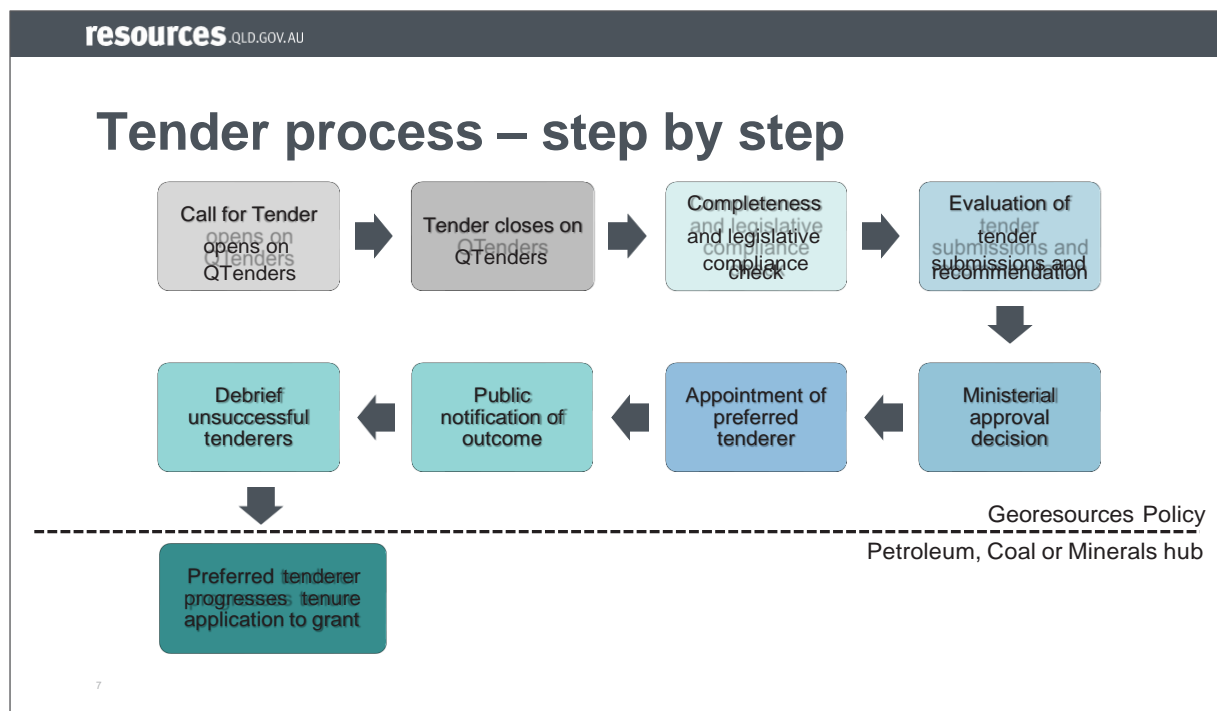 resources.QLD.GOV.AU
Tender process – step by step
Call for Tender
opens on
QTenders
Tender closes on
QTenders
Completeness
and legislative
compliance
check
Evaluation of
tender
submissions and
recommendation
Ministerial
approval
decision
Appointment of
preferred
tenderer
Public
notification of
outcome
Debrief
unsuccessful
tenderers
Georesources Policy
Petroleum, Coal or Minerals hub
Preferred tenderer
progresses tenure
application to grant
7